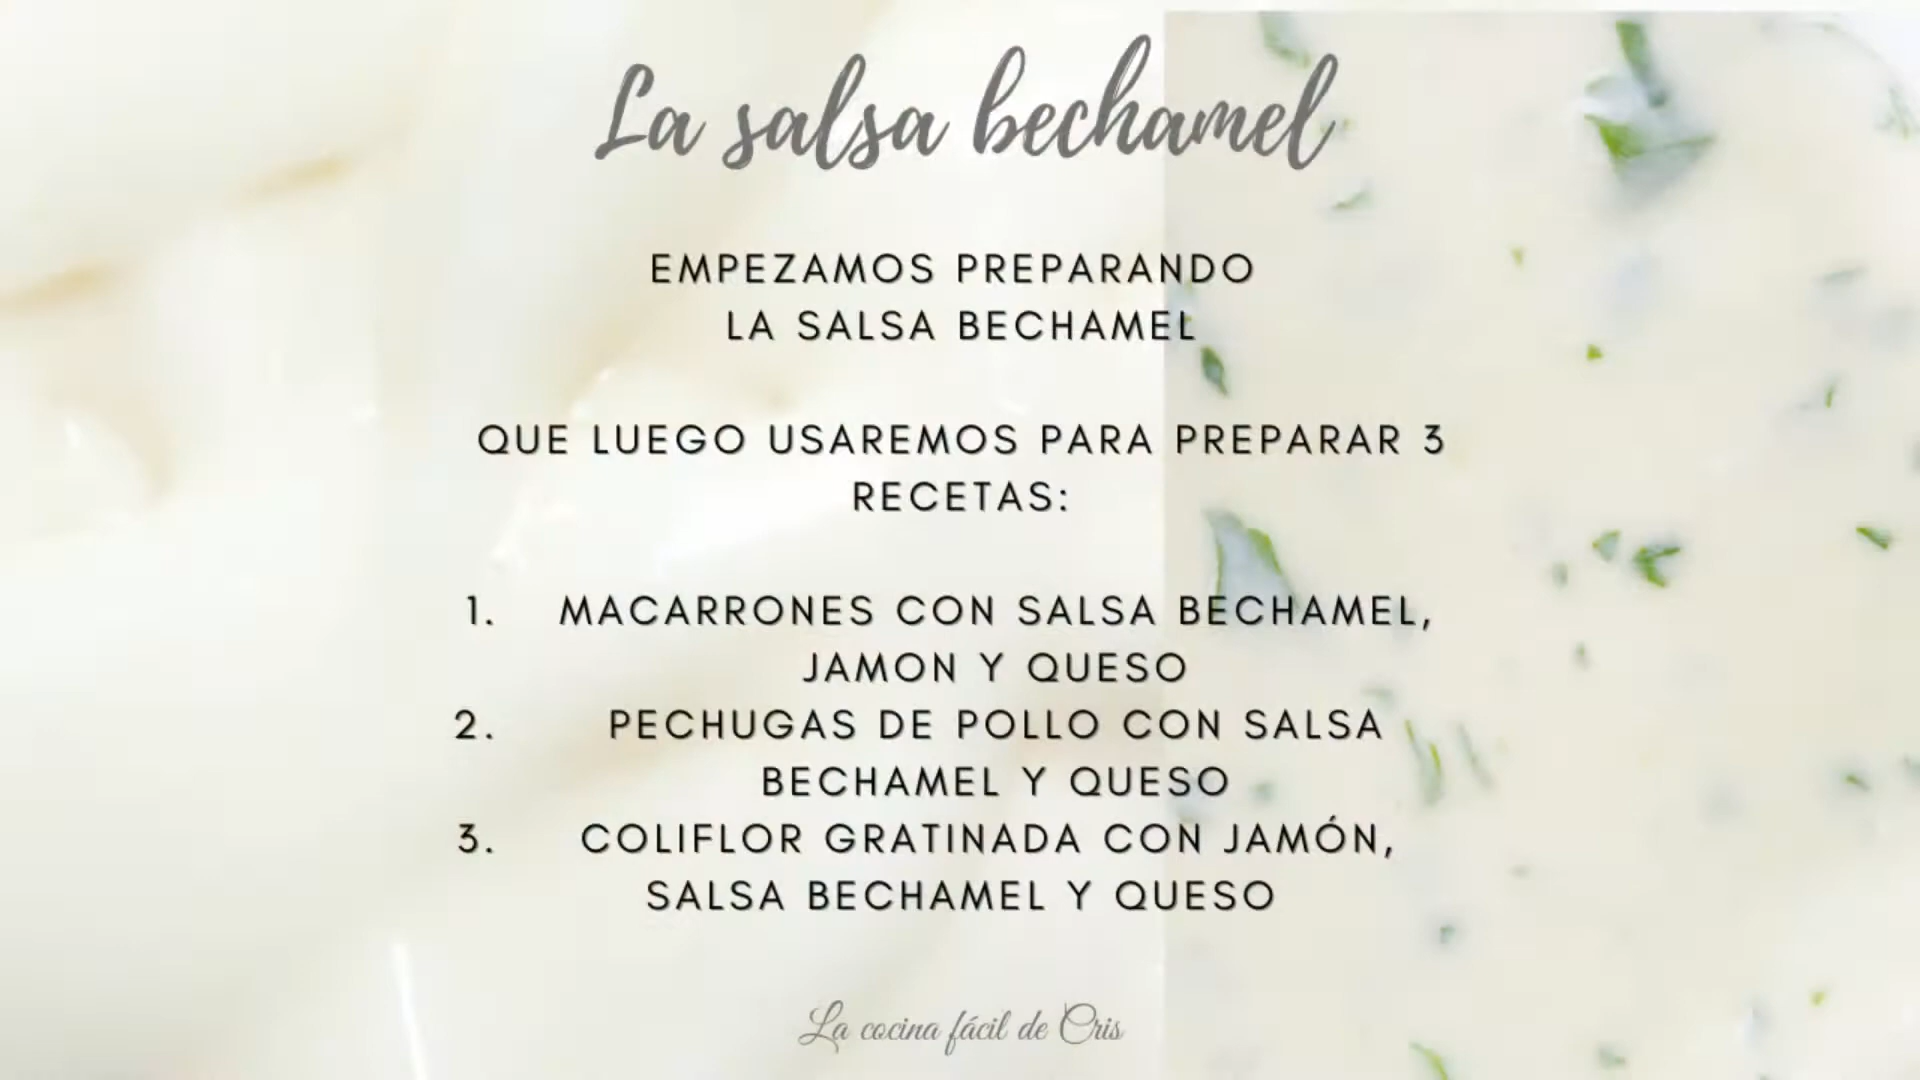 La salsa bechamel
EMPEZAMOS PREPARANDO
LA SALSA BECHAMEL
QUE LUEGO USAREMOS PARA PREPARAR 3
RECETAS:
1. MACARRONES CON SALSA BECHAMEL,
JAMON Y QUESO
2. PECHUGAS DE POLLO CON SALSA
BECHAMEL Y QUESO
3. COLIFLOR GRATINADA CON JAMÓN,
SALSA BECHAMEL Y QUESO
La cocina fácil de Cris